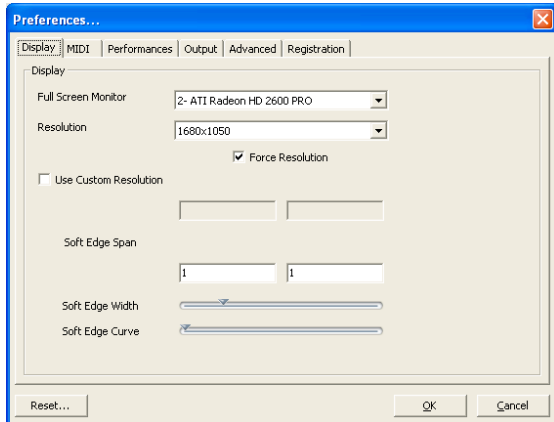 Preferences...
Display MIDI Performances Output Advanced Registration
Display
Full Screen Monitor 2- ATI Radeon HD 2600 PRO
Resolution 1680x1050
Force Resolution
Use Custom Resolution
Soft Edge Span
1 1
Soft Edge Width
Soft Edge Curve
Reset... OK Cancel